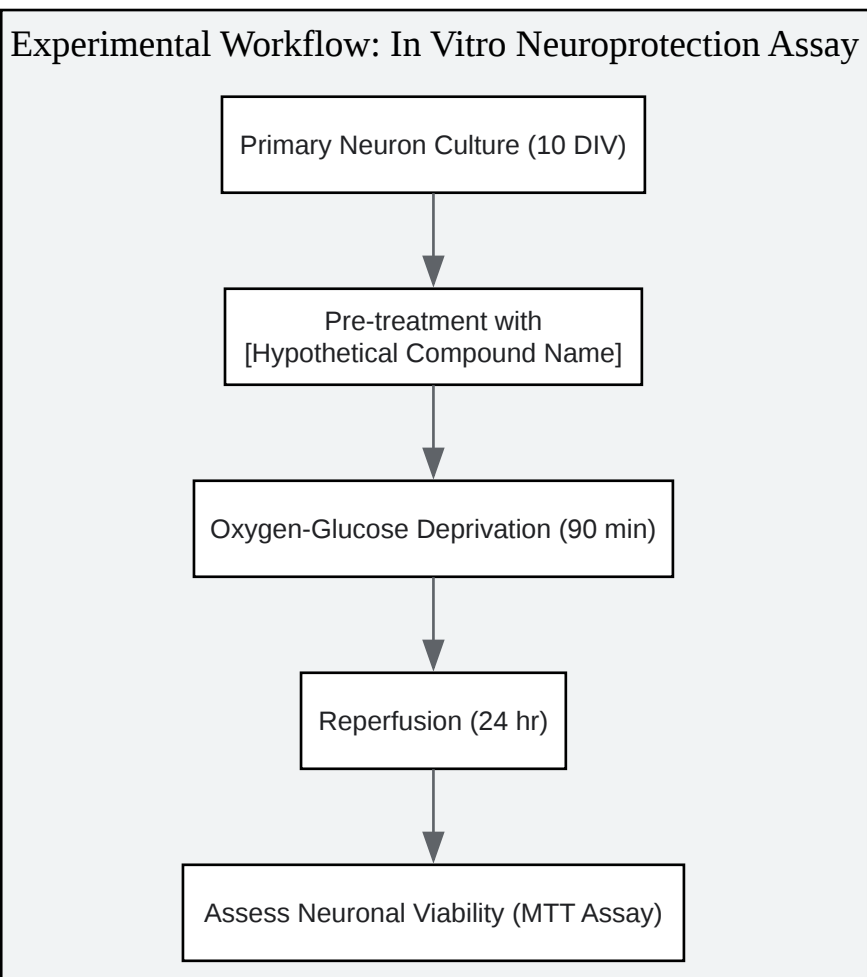 Experimental Workflow: In Vitro Neuroprotection Assay
Primary Neuron Culture (10 DIV)
Pre-treatment with
[Hypothetical Compound Name]
Oxygen-Glucose Deprivation (90 min)
Reperfusion (24 hr)
Assess Neuronal Viability (MTT Assay)